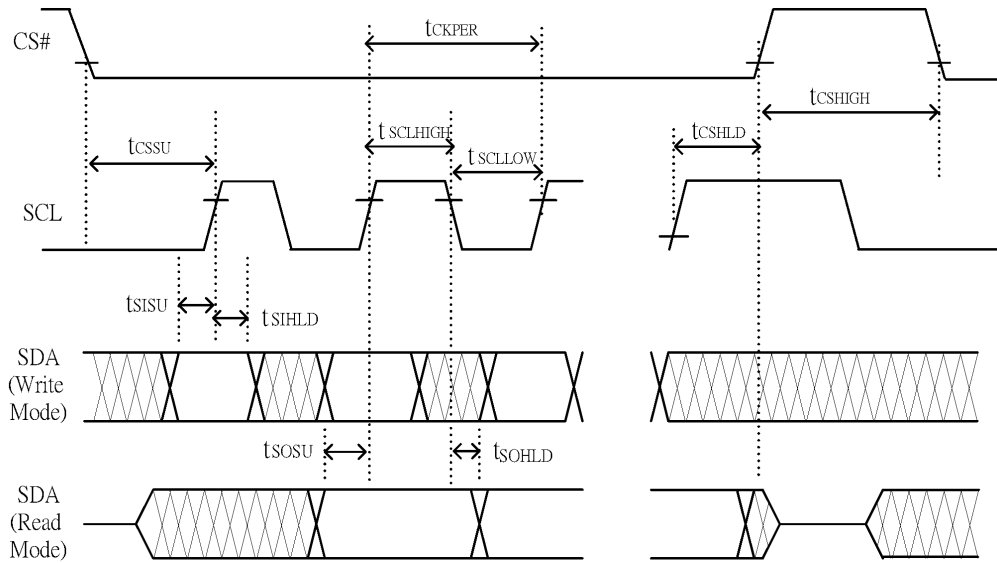 CS#
tCKPER
tCSHIGH
tSCLHIGH
tCSHLD
tCSSU
tSCLLOW
SCL
tSISU
tSIHLD
SDA
(Write
Mode)
tSOSU
tSOHLD
SDA
(Read
Mode)